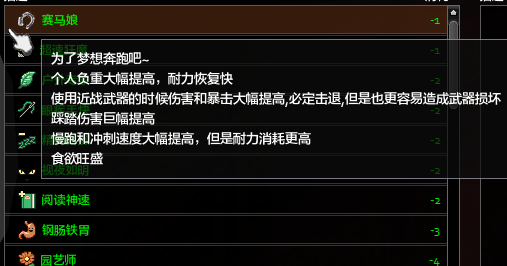 赛马娘 -1
超速狂魔 -1
为了梦想奔跑吧~
个人负重大幅提高，耐力恢复快
使用近战武器的时候伤害和暴击大幅提高,必定击退,但是也更容易造成武器损坏
踩踏伤害巨幅提高
慢跑和冲刺速度大幅提高，但是耐力消耗更高
食欲旺盛
阅读神速 -2
钢肠铁胃 -3
园艺师 -4